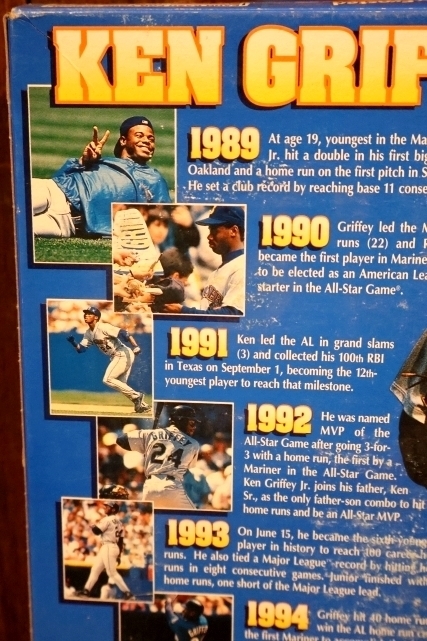 KEN GRIF
1989 At age 19, youngest in the Ma
Jr. hit a double in his first big
Oakland and a home run on the first pitch in S
He set a club record by reaching base 11 conse
1990 Griffey led the M
runs (22) and R
became the first player in Mariner
to be elected as an American Lea
starter in the All-Star Game®.
1991 Ken led the AL in grand slams
(3) and collected his 100th RBI
in Texas on September 1, becoming the 12th-
youngest player to reach that milestone.
GRIFFEY
24
1992 He was named
MVP of the
All-Star Game after going 3-for-
3 with a home run, the first by a
Mariner in the All-Star Game.
Ken Griffey Jr. joins his father, Ken
Sr., as the only father-son combo to hit
home runs and be an All-Star MVP.
1993 On June 15, he became the sixth-young
player in history to reach 100 career h
runs. He also tied a Major League record by hitting h
runs in eight consecutive games. Junior finished with
home runs, one short of the Major League lead.
1994 Griffey hit 40 home ru
win the AL home run
the first Mariner to